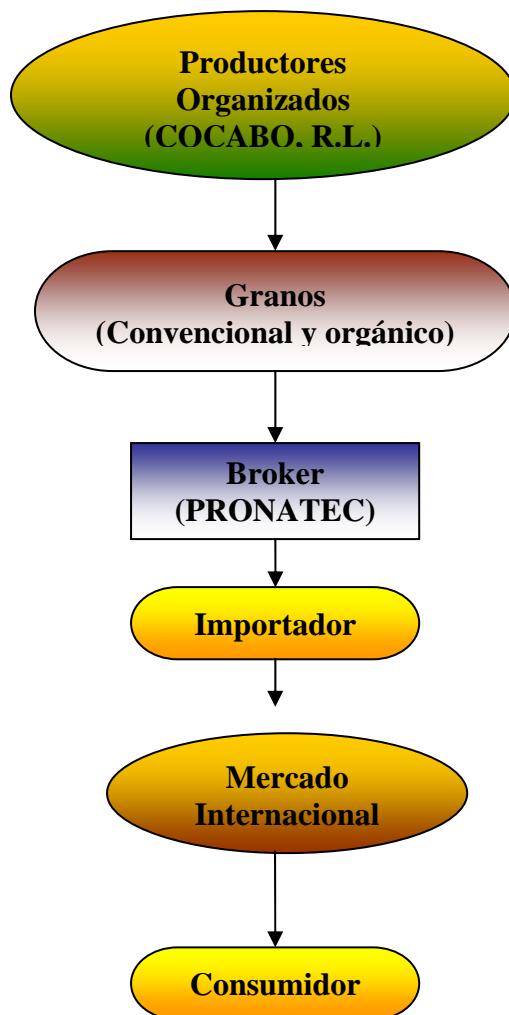 Productores
Organizados
(COCABO, R.L.)
Granos
(Convencional y orgánico)
Broker
(PRONATEC)
Importador
Mercado
Internacional
Consumidor